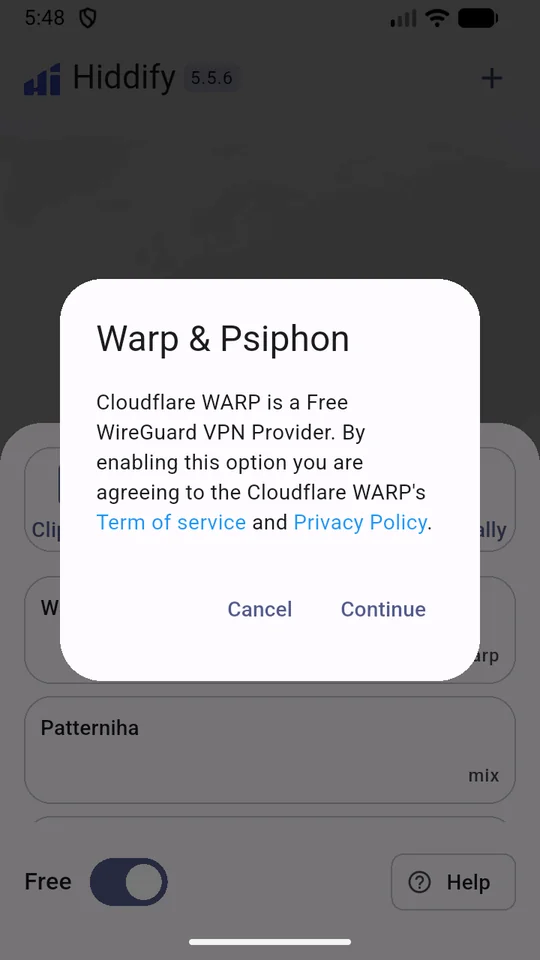 5:48
Hiddify 5.5.6
Warp & Psiphon
Cloudflare WARP is a Free
WireGuard VPN Provider. By
enabling this option you are
agreeing to the Cloudflare WARP's
Term of service and Privacy Policy.
Cancel Continue
Patterniha
mix
Free
Help